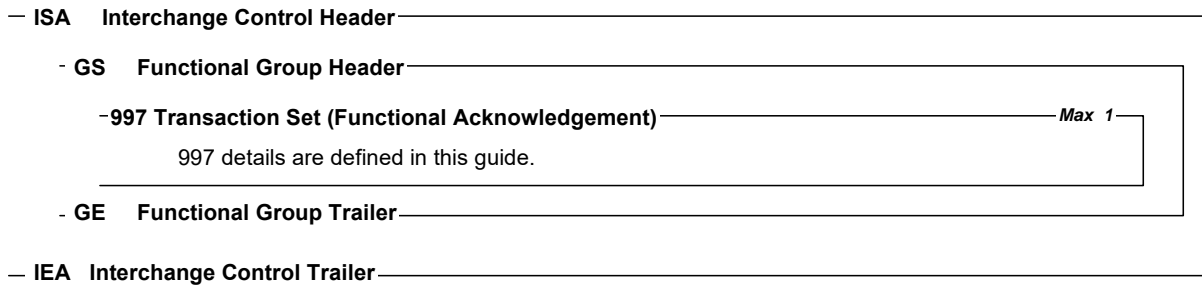 ISA Interchange Control Header
GS Functional Group Header
997 Transaction Set (Functional Acknowledgement) Max 1
997 details are defined in this guide.
GE Functional Group Trailer
IEA Interchange Control Trailer